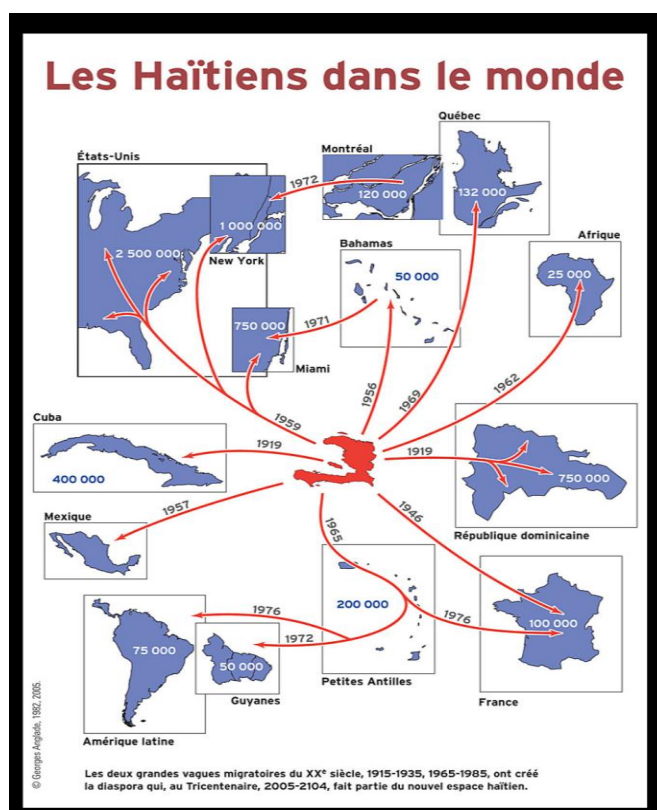 Les Haïtiens dans le monde
Québec
Montréal
États-Unis
1972
120 000
132 000
Afrique
1 000 000
2 500 000
New York
Bahamas
50 000
25 000
750 000
1971
Miami
1956
1969
1962
1959
Cuba
1919
1919
400 000
750 000
1957
Mexique
1946
République dominicaine
1965
1976
200 000
1976
100 000
75 000
1972
50 000
Guyanes
Petites Antilles
France
Amérique latine
© Georges Anglade, 1982, 2005.
Les deux grandes vagues migratoires du XXe siècle, 1915-1935, 1965-1985, ont créé
la diaspora qui, au Tricentenaire, 2005-2104, fait partie du nouvel espace haïtien.